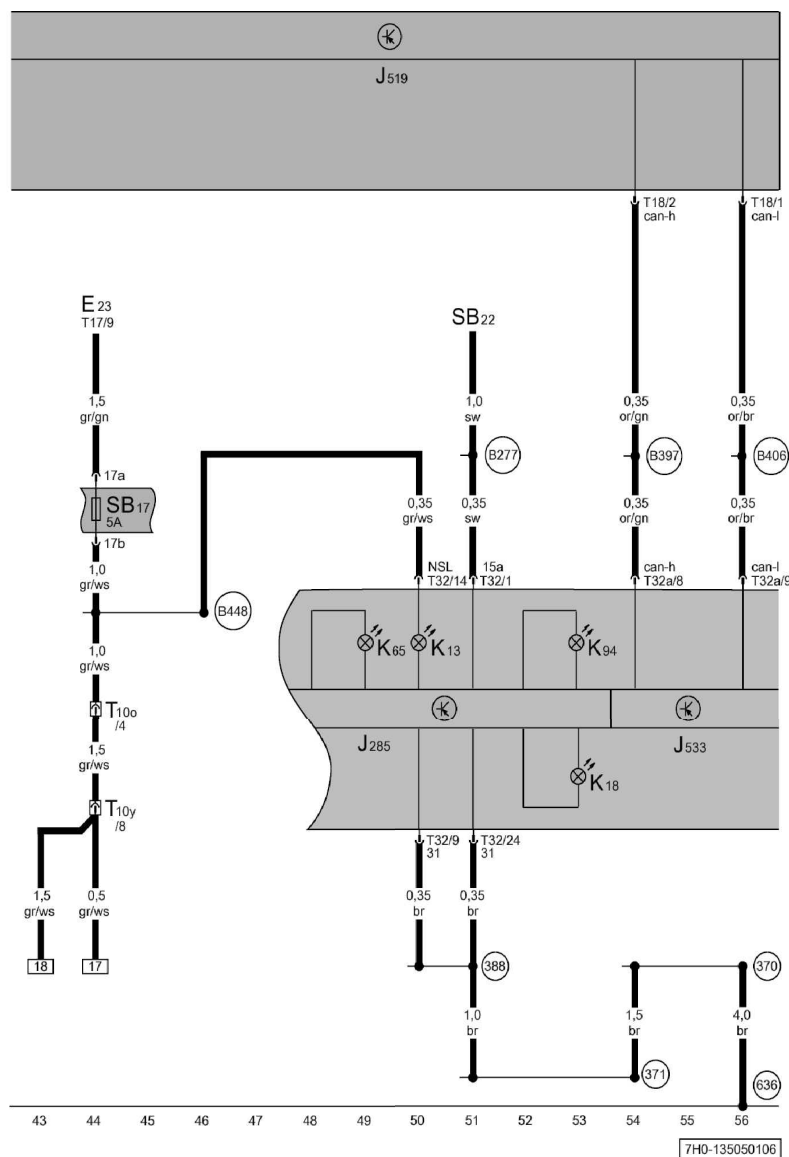 J519
T18/2
can-h
T18/1
can-l
E23
T17/9
SB22
1,5
gr/gn
1,0
sw
0,35
or/gn
0,35
or/br
B277
B397
B406
17a
SB17
5A
17b
0,35
gr/ws
0,35
sw
0,35
or/gn
0,35
or/br
1,0
gr/ws
NSL
T32/14
15a
T32/1
can-h
T32a/8
can-l
T32a/9
B448
1,0
gr/ws
K65
K13
K94
T10o
/4
J285
J533
1,5
gr/ws
K18
T10y
/8
T32/9
31
T32/24
31
1,5
gr/ws
0,5
gr/ws
0,35
br
0,35
br
18
17
388
370
1,0
br
1,5
br
4,0
br
371
636
43 44 45 46 47 48 49 50 51 52 53 54 55 56
7H0-135050106